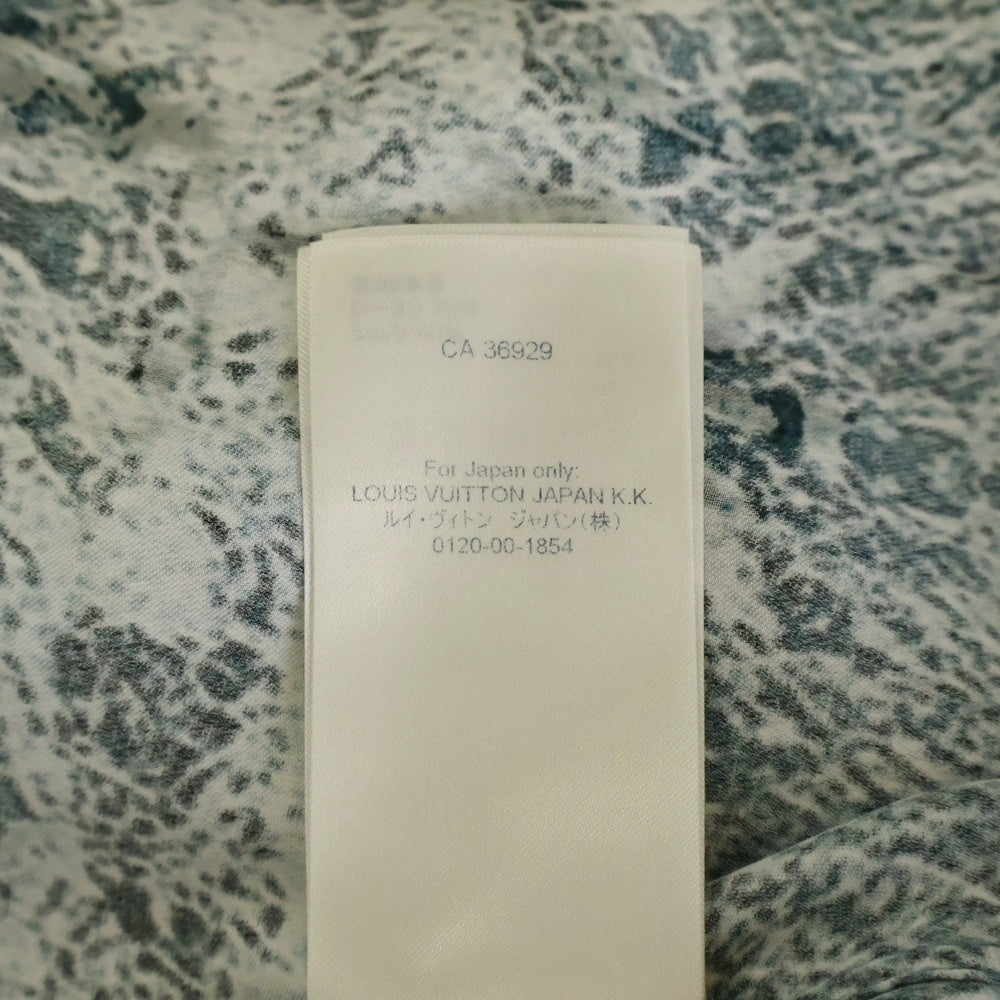 CA 36929
For Japan only:
LOUIS VUITTON JAPAN K.K.
ルイ・ヴィトン ジャパン(株)
0120-00-1854